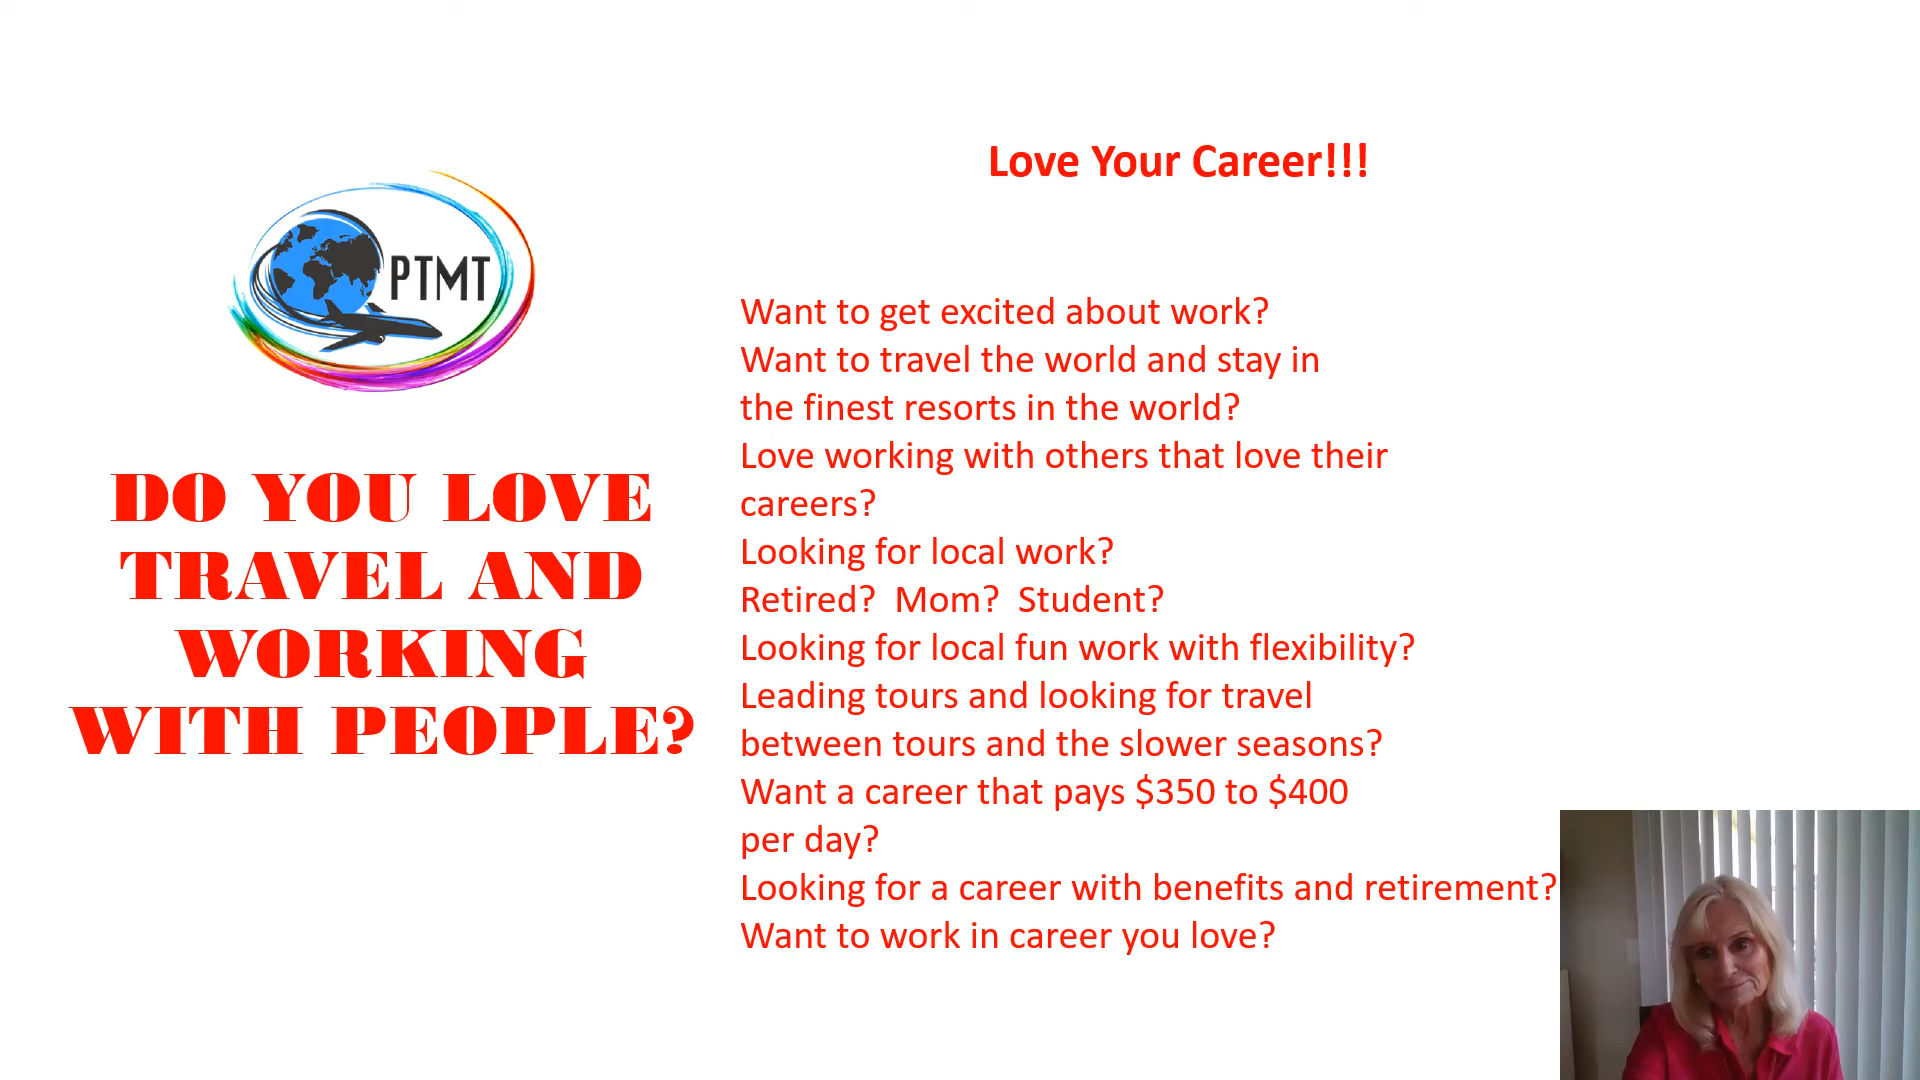 PTMT
DO YOU LOVE
TRAVEL AND
WORKING
WITH PEOPLE?
Love Your Career!!!
Want to get excited about work?
Want to travel the world and stay in
the finest resorts in the world?
Love working with others that love their
careers?
Looking for local work?
Retired?  Mom?  Student?
Looking for local fun work with flexibility?
Leading tours and looking for travel
between tours and the slower seasons?
Want a career that pays $350 to $400
per day?
Looking for a career with benefits and retirement?
Want to work in career you love?